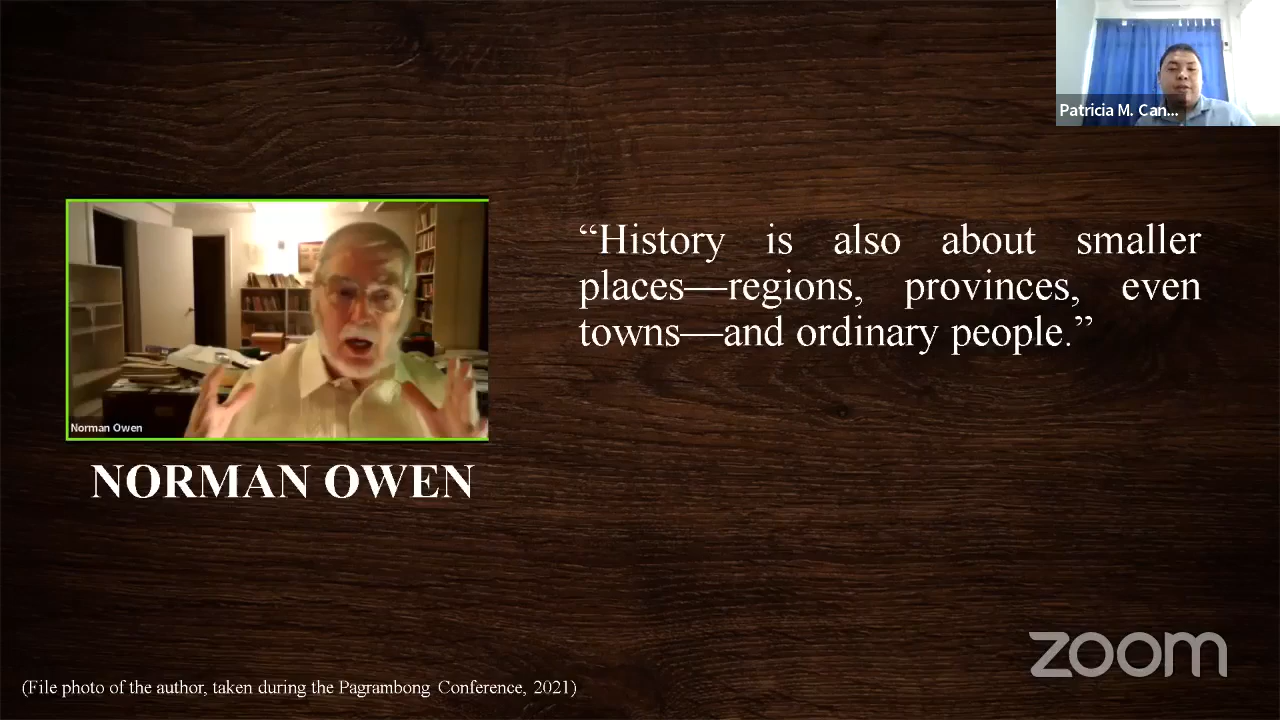 Patricia M. Can...
“History is also about smaller
places—regions, provinces, even
towns—and ordinary people.”
Norman Owen
NORMAN OWEN
zoom
(File photo of the author, taken during the Pagrambong Conference, 2021)